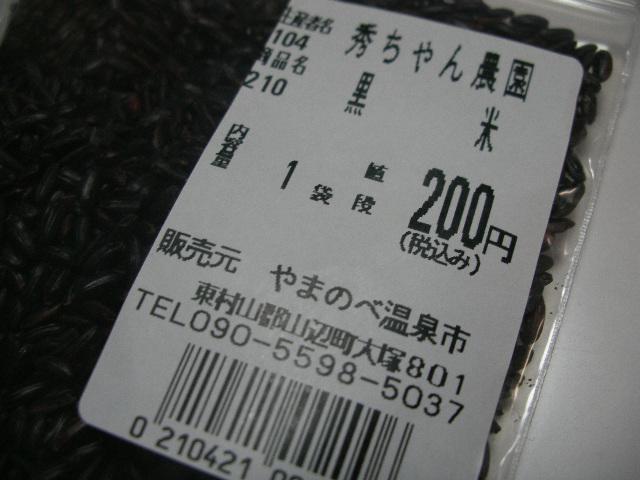 生産者名 秀ちゃん農園
104
商品名 黒米
210
内容量 1袋 値段 200円
(税込み)
販売元 やまのべ温泉市
東村山郡山辺町大塚801
TEL090-5598-5037
0 210421